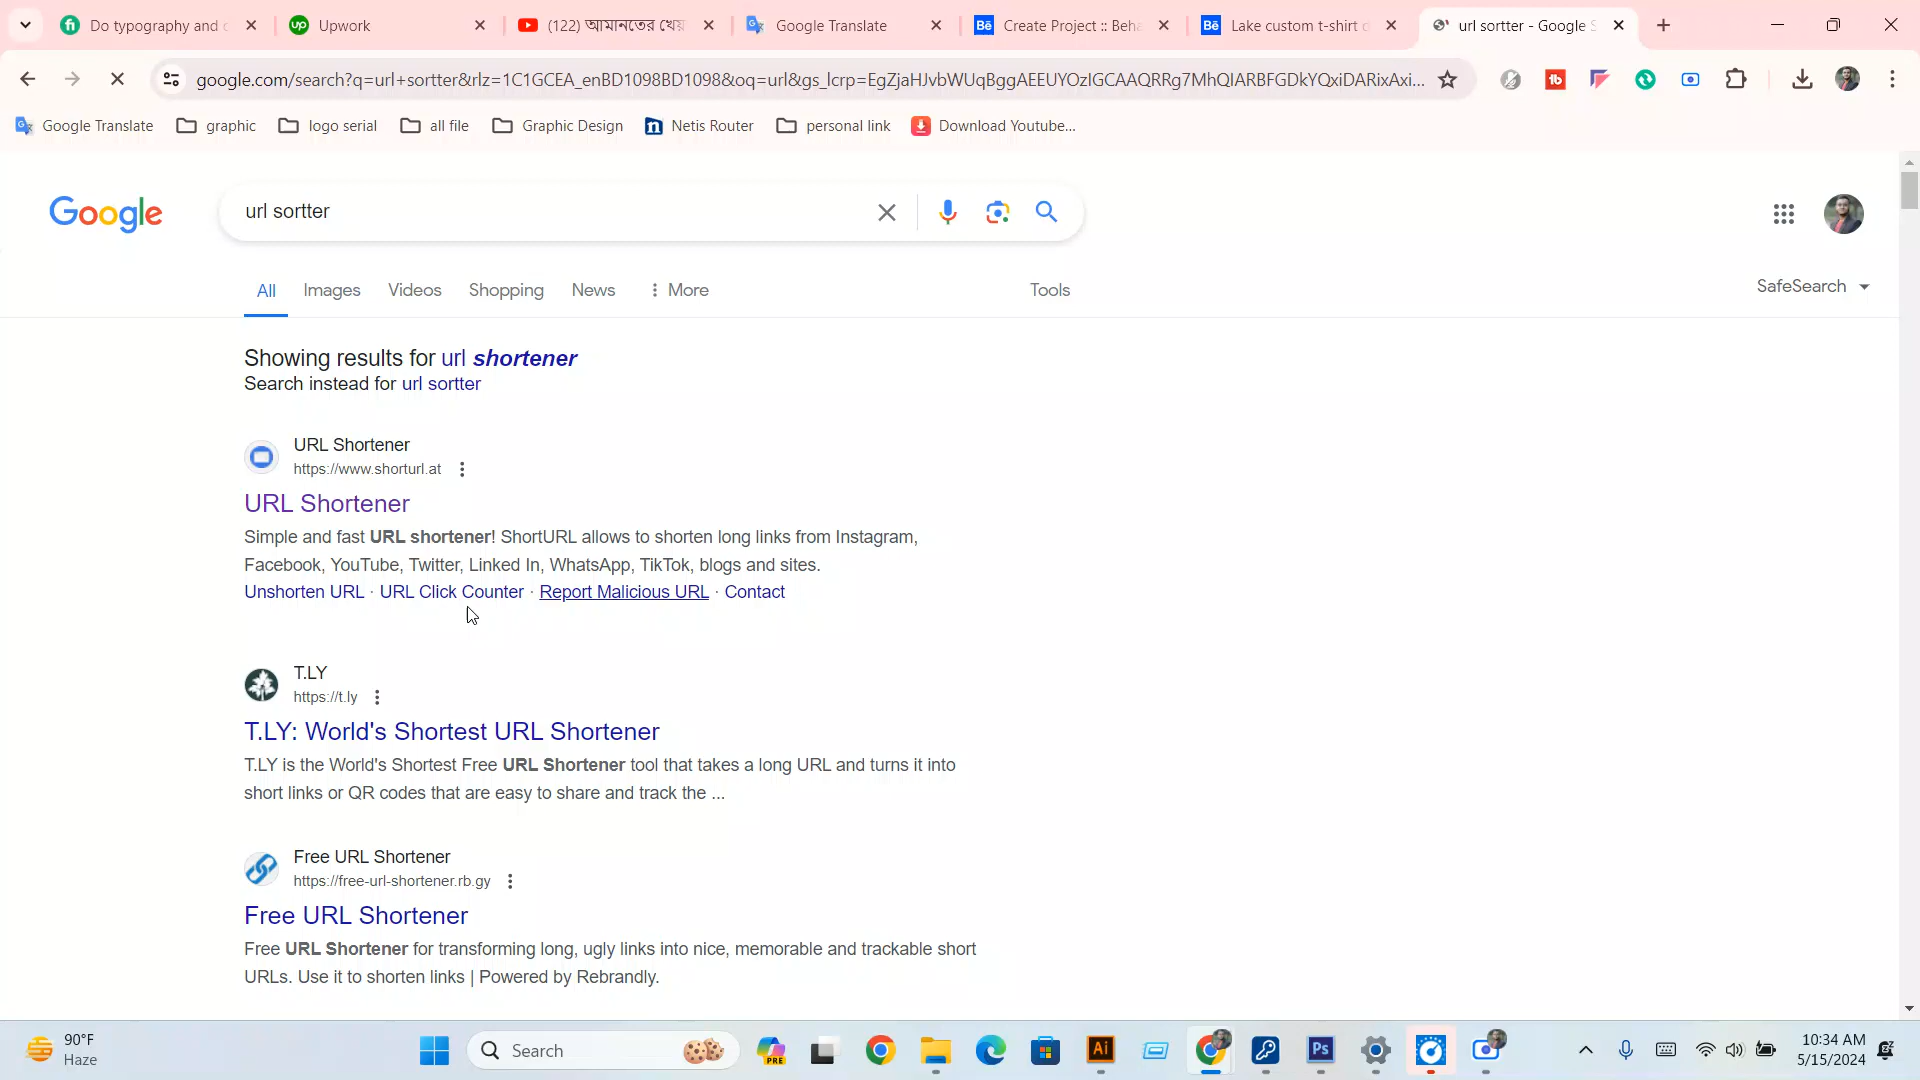 Do typography and c
Upwork
(122) আমানতের খেয়
Google Translate
Create Project :: Beha
Lake custom t-shirt d
url sortter - Google S
google.com/search?q=url+sortter&rlz=1C1GCEA_enBD1098BD1098&oq=url&gs_lcrp=EgZjaHJvbWUqBggAEEUYOzIGCAAQRRg7MhQIARBFGDkYQxiDARixAxi...
Google Translate
graphic
logo serial
all file
Graphic Design
Netis Router
personal link
Download Youtube...
Google
url sortter
All
Images
Videos
Shopping
News
More
Tools
SafeSearch
Showing results for url shortener
Search instead for url sortter
URL Shortener
https://www.shorturl.at
URL Shortener
Simple and fast URL shortener! ShortURL allows to shorten long links from Instagram,
Facebook, YouTube, Twitter, Linked In, WhatsApp, TikTok, blogs and sites.
Unshorten URL · URL Click Counter · Report Malicious URL · Contact
T.LY
https://t.ly
T.LY: World's Shortest URL Shortener
T.LY is the World's Shortest Free URL Shortener tool that takes a long URL and turns it into
short links or QR codes that are easy to share and track the ...
Free URL Shortener
https://free-url-shortener.rb.gy
Free URL Shortener
Free URL Shortener for transforming long, ugly links into nice, memorable and trackable short
URLs. Use it to shorten links | Powered by Rebrandly.
90°F
Haze
Search
PRE
Ai
Ps
10:34 AM
5/15/2024